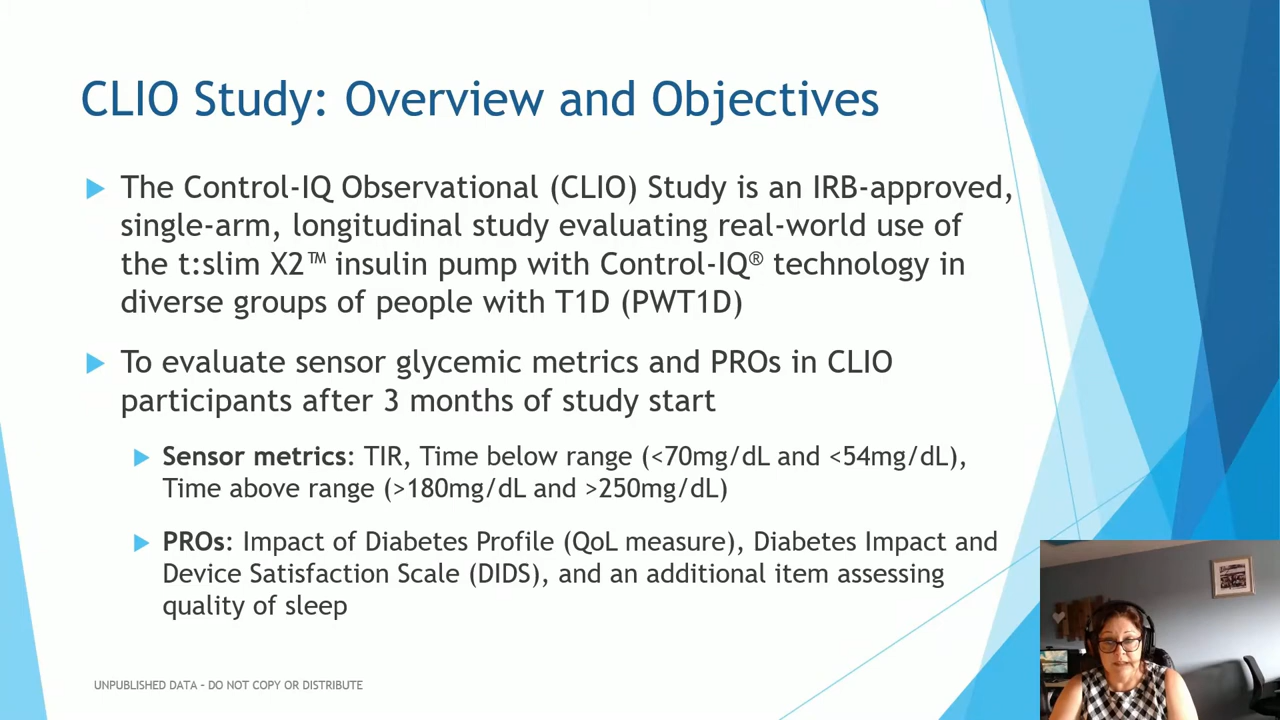 CLIO Study: Overview and Objectives
The Control-IQ Observational (CLIO) Study is an IRB-approved,
single-arm, longitudinal study evaluating real-world use of
the t:slim X2™ insulin pump with Control-IQ® technology in
diverse groups of people with T1D (PWT1D)
To evaluate sensor glycemic metrics and PROs in CLIO
participants after 3 months of study start
Sensor metrics: TIR, Time below range (<70mg/dL and <54mg/dL),
Time above range (>180mg/dL and >250mg/dL)
PROs: Impact of Diabetes Profile (QoL measure), Diabetes Impact and
Device Satisfaction Scale (DIDS), and an additional item assessing
quality of sleep
UNPUBLISHED DATA – DO NOT COPY OR DISTRIBUTE